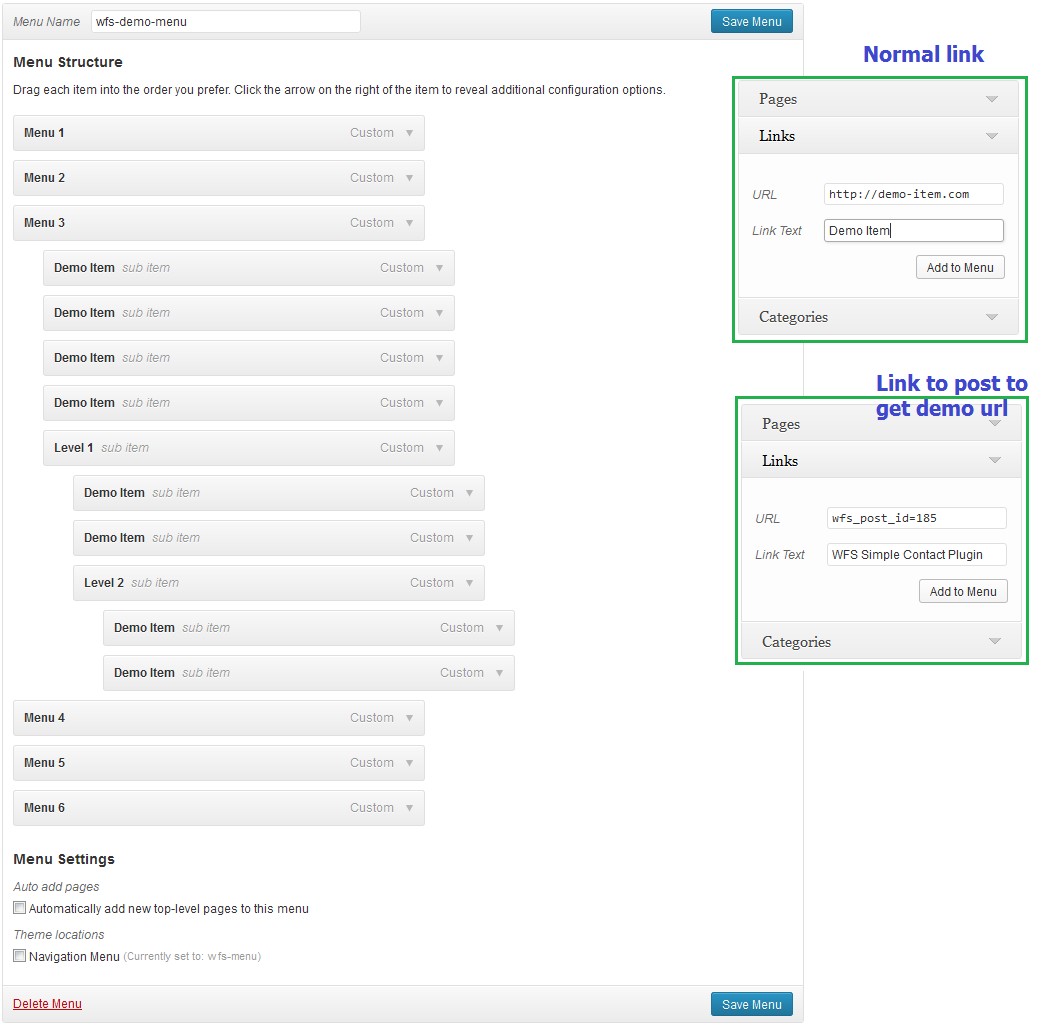 Menu Name wfs-demo-menu Save Menu
Menu Structure
Drag each item into the order you prefer. Click the arrow on the right of the item to reveal additional configuration options.
Menu 1 Custom
Menu 2 Custom
Menu 3 Custom
Demo Item sub item Custom
Demo Item sub item Custom
Demo Item sub item Custom
Demo Item sub item Custom
Level 1 sub item Custom
Demo Item sub item Custom
Demo Item sub item Custom
Level 2 sub item Custom
Demo Item sub item Custom
Demo Item sub item Custom
Menu 4 Custom
Menu 5 Custom
Menu 6 Custom
Menu Settings
Auto add pages
Automatically add new top-level pages to this menu
Theme locations
Navigation Menu (Currently set to: wfs-menu)
Delete Menu Save Menu
Normal link
Pages
Links
URL http://demo-item.com
Link Text Demo Item
Add to Menu
Categories
Link to post to
get demo url
Pages
Links
URL wfs_post_id=185
Link Text WFS Simple Contact Plugin
Add to Menu
Categories